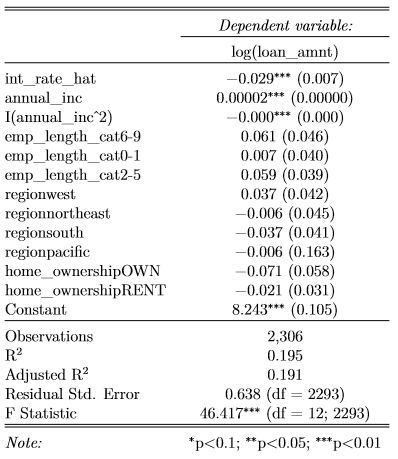 Dependent variable:
log(loan_amnt)
int_rate_hat −0.029*** (0.007)
annual_inc 0.00002*** (0.00000)
I(annual_incˆ2) −0.000*** (0.000)
emp_length_cat6-9 0.061 (0.046)
emp_length_cat0-1 0.007 (0.040)
emp_length_cat2-5 0.059 (0.039)
regionwest 0.037 (0.042)
regionnortheast −0.006 (0.045)
regionsouth −0.037 (0.041)
regionpacific −0.006 (0.163)
home_ownershipOWN −0.071 (0.058)
home_ownershipRENT −0.021 (0.031)
Constant 8.243*** (0.105)
Observations 2,306
R² 0.195
Adjusted R² 0.191
Residual Std. Error 0.638 (df = 2293)
F Statistic 46.417*** (df = 12; 2293)
Note: *p<0.1; **p<0.05; ***p<0.01